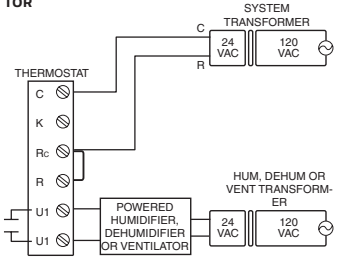 TOR
SYSTEM
TRANSFORMER
C
24
VAC
120
VAC
R
THERMOSTAT
C
K
Rc
R
U1
U1
POWERED
HUMIDIFIER,
DEHUMIDIFIER
OR VENTILATOR
HUM, DEHUM OR
VENT TRANSFORM-
ER
24
VAC
120
VAC